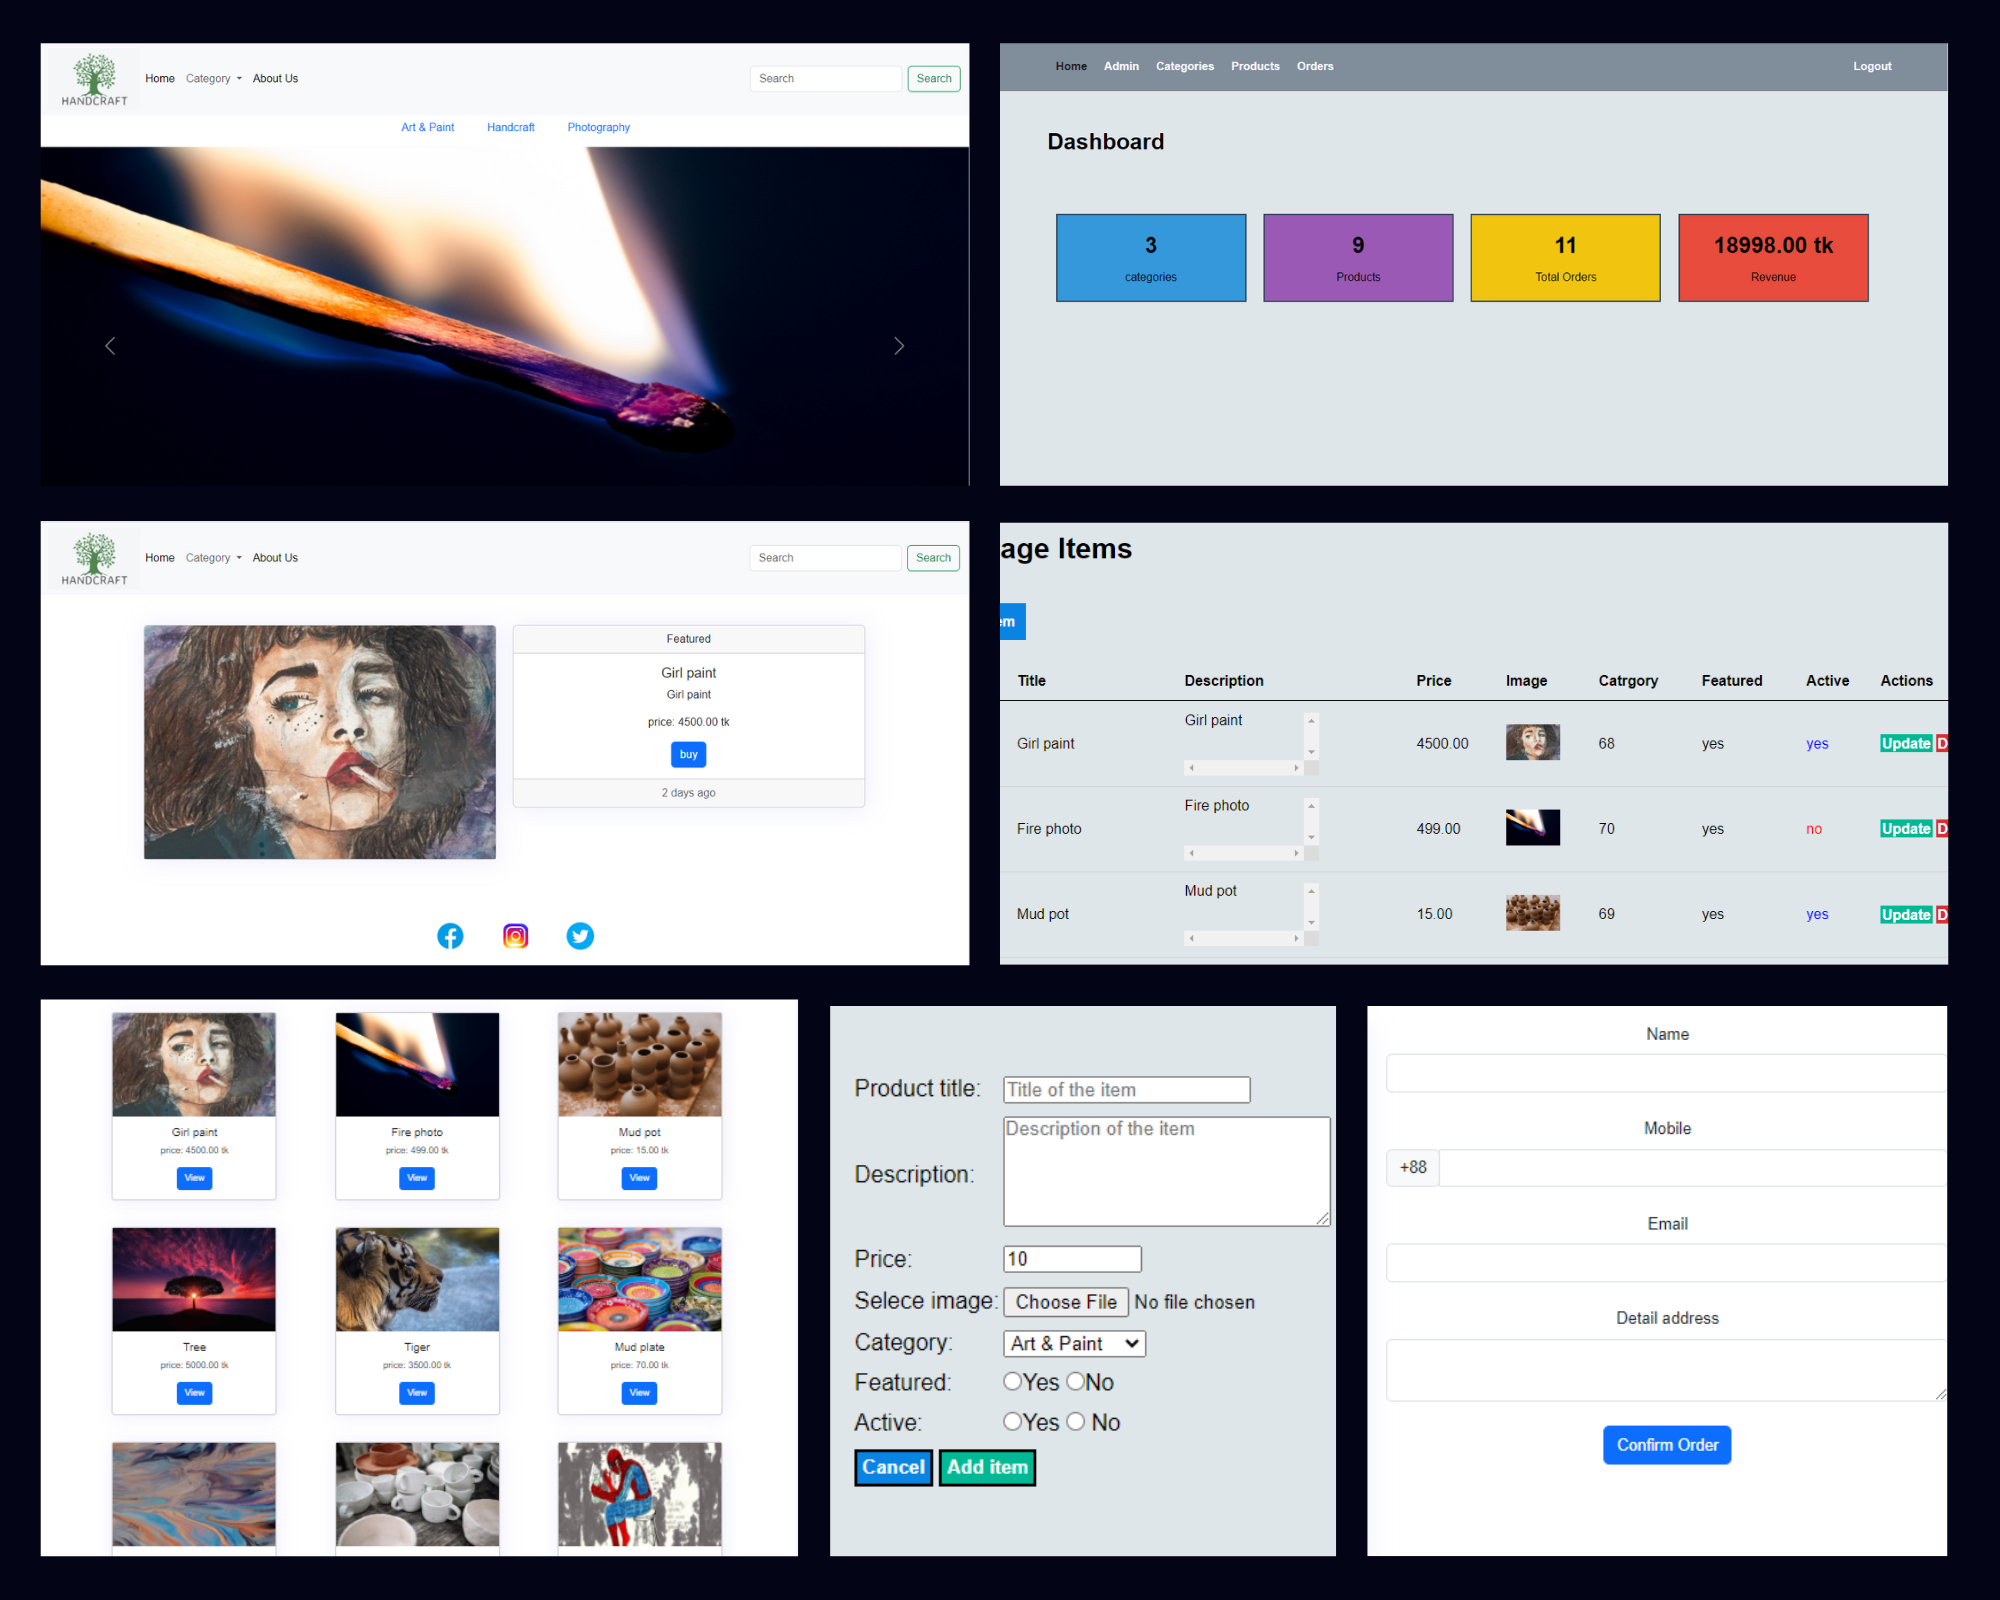 HANDCRAFT
Home Category About Us Search Search
Art & Paint Handcraft Photography
Home Admin Categories Products Orders Logout
Dashboard
3
categories
9
Products
11
Total Orders
18998.00 tk
Revenue
HANDCRAFT
Home Category About Us Search Search
Featured
Girl paint
Girl paint
price: 4500.00 tk
buy
2 days ago
age Items
em
Title Description Price Image Catrgory Featured Active Actions
Girl paint Girl paint 4500.00 68 yes yes Update D
Fire photo Fire photo 499.00 70 yes no Update D
Mud pot Mud pot 15.00 69 yes yes Update D
Girl paint
price: 4500.00 tk
View
Fire photo
price: 499.00 tk
View
Mud pot
price: 15.00 tk
View
Tree
price: 5000.00 tk
View
Tiger
price: 3500.00 tk
View
Mud plate
price: 70.00 tk
View
Product title: Title of the item
Description: Description of the item
Price: 10
Selece image: Choose File No file chosen
Category: Art & Paint
Featured: Yes No
Active: Yes No
Cancel Add item
Name
Mobile
+88
Email
Detail address
Confirm Order